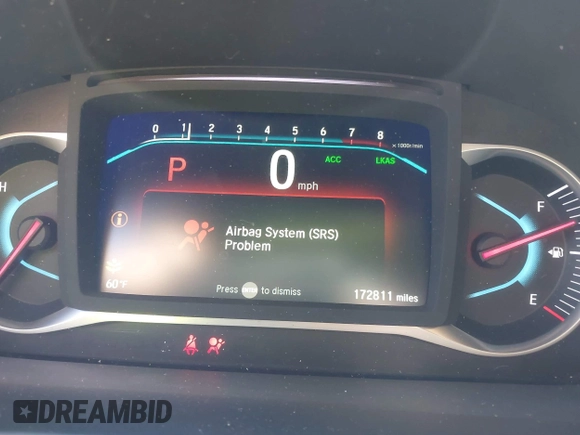 0 1 2 3 4 5 6 7 8
x1000r/min
ACC LKAS
P 0 mph
H
F
Airbag System (SRS)
Problem
E
60°F
Press ENTER to dismiss
172811 miles
DREAMBID